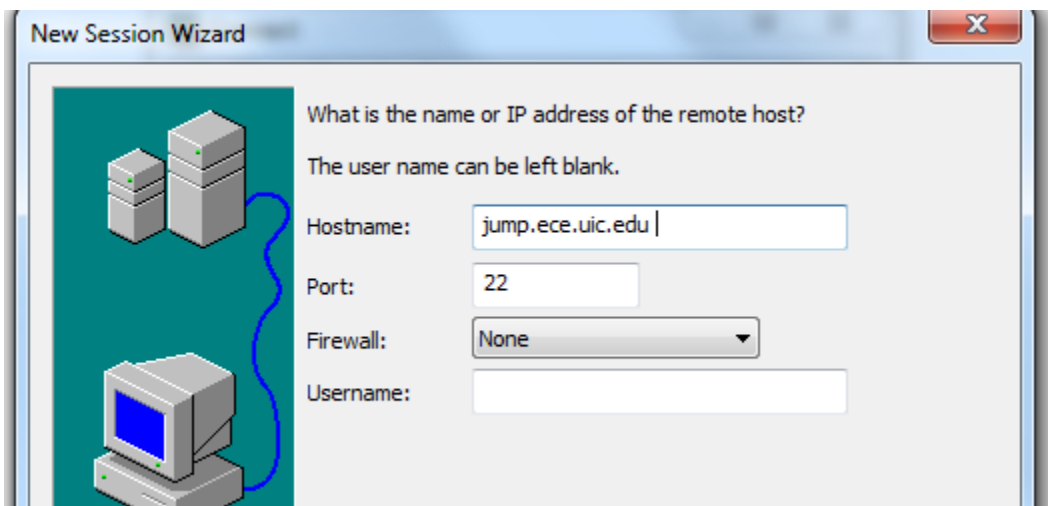 New Session Wizard
What is the name or IP address of the remote host?
The user name can be left blank.
Hostname: jump.ece.uic.edu
Port: 22
Firewall: None
Username: